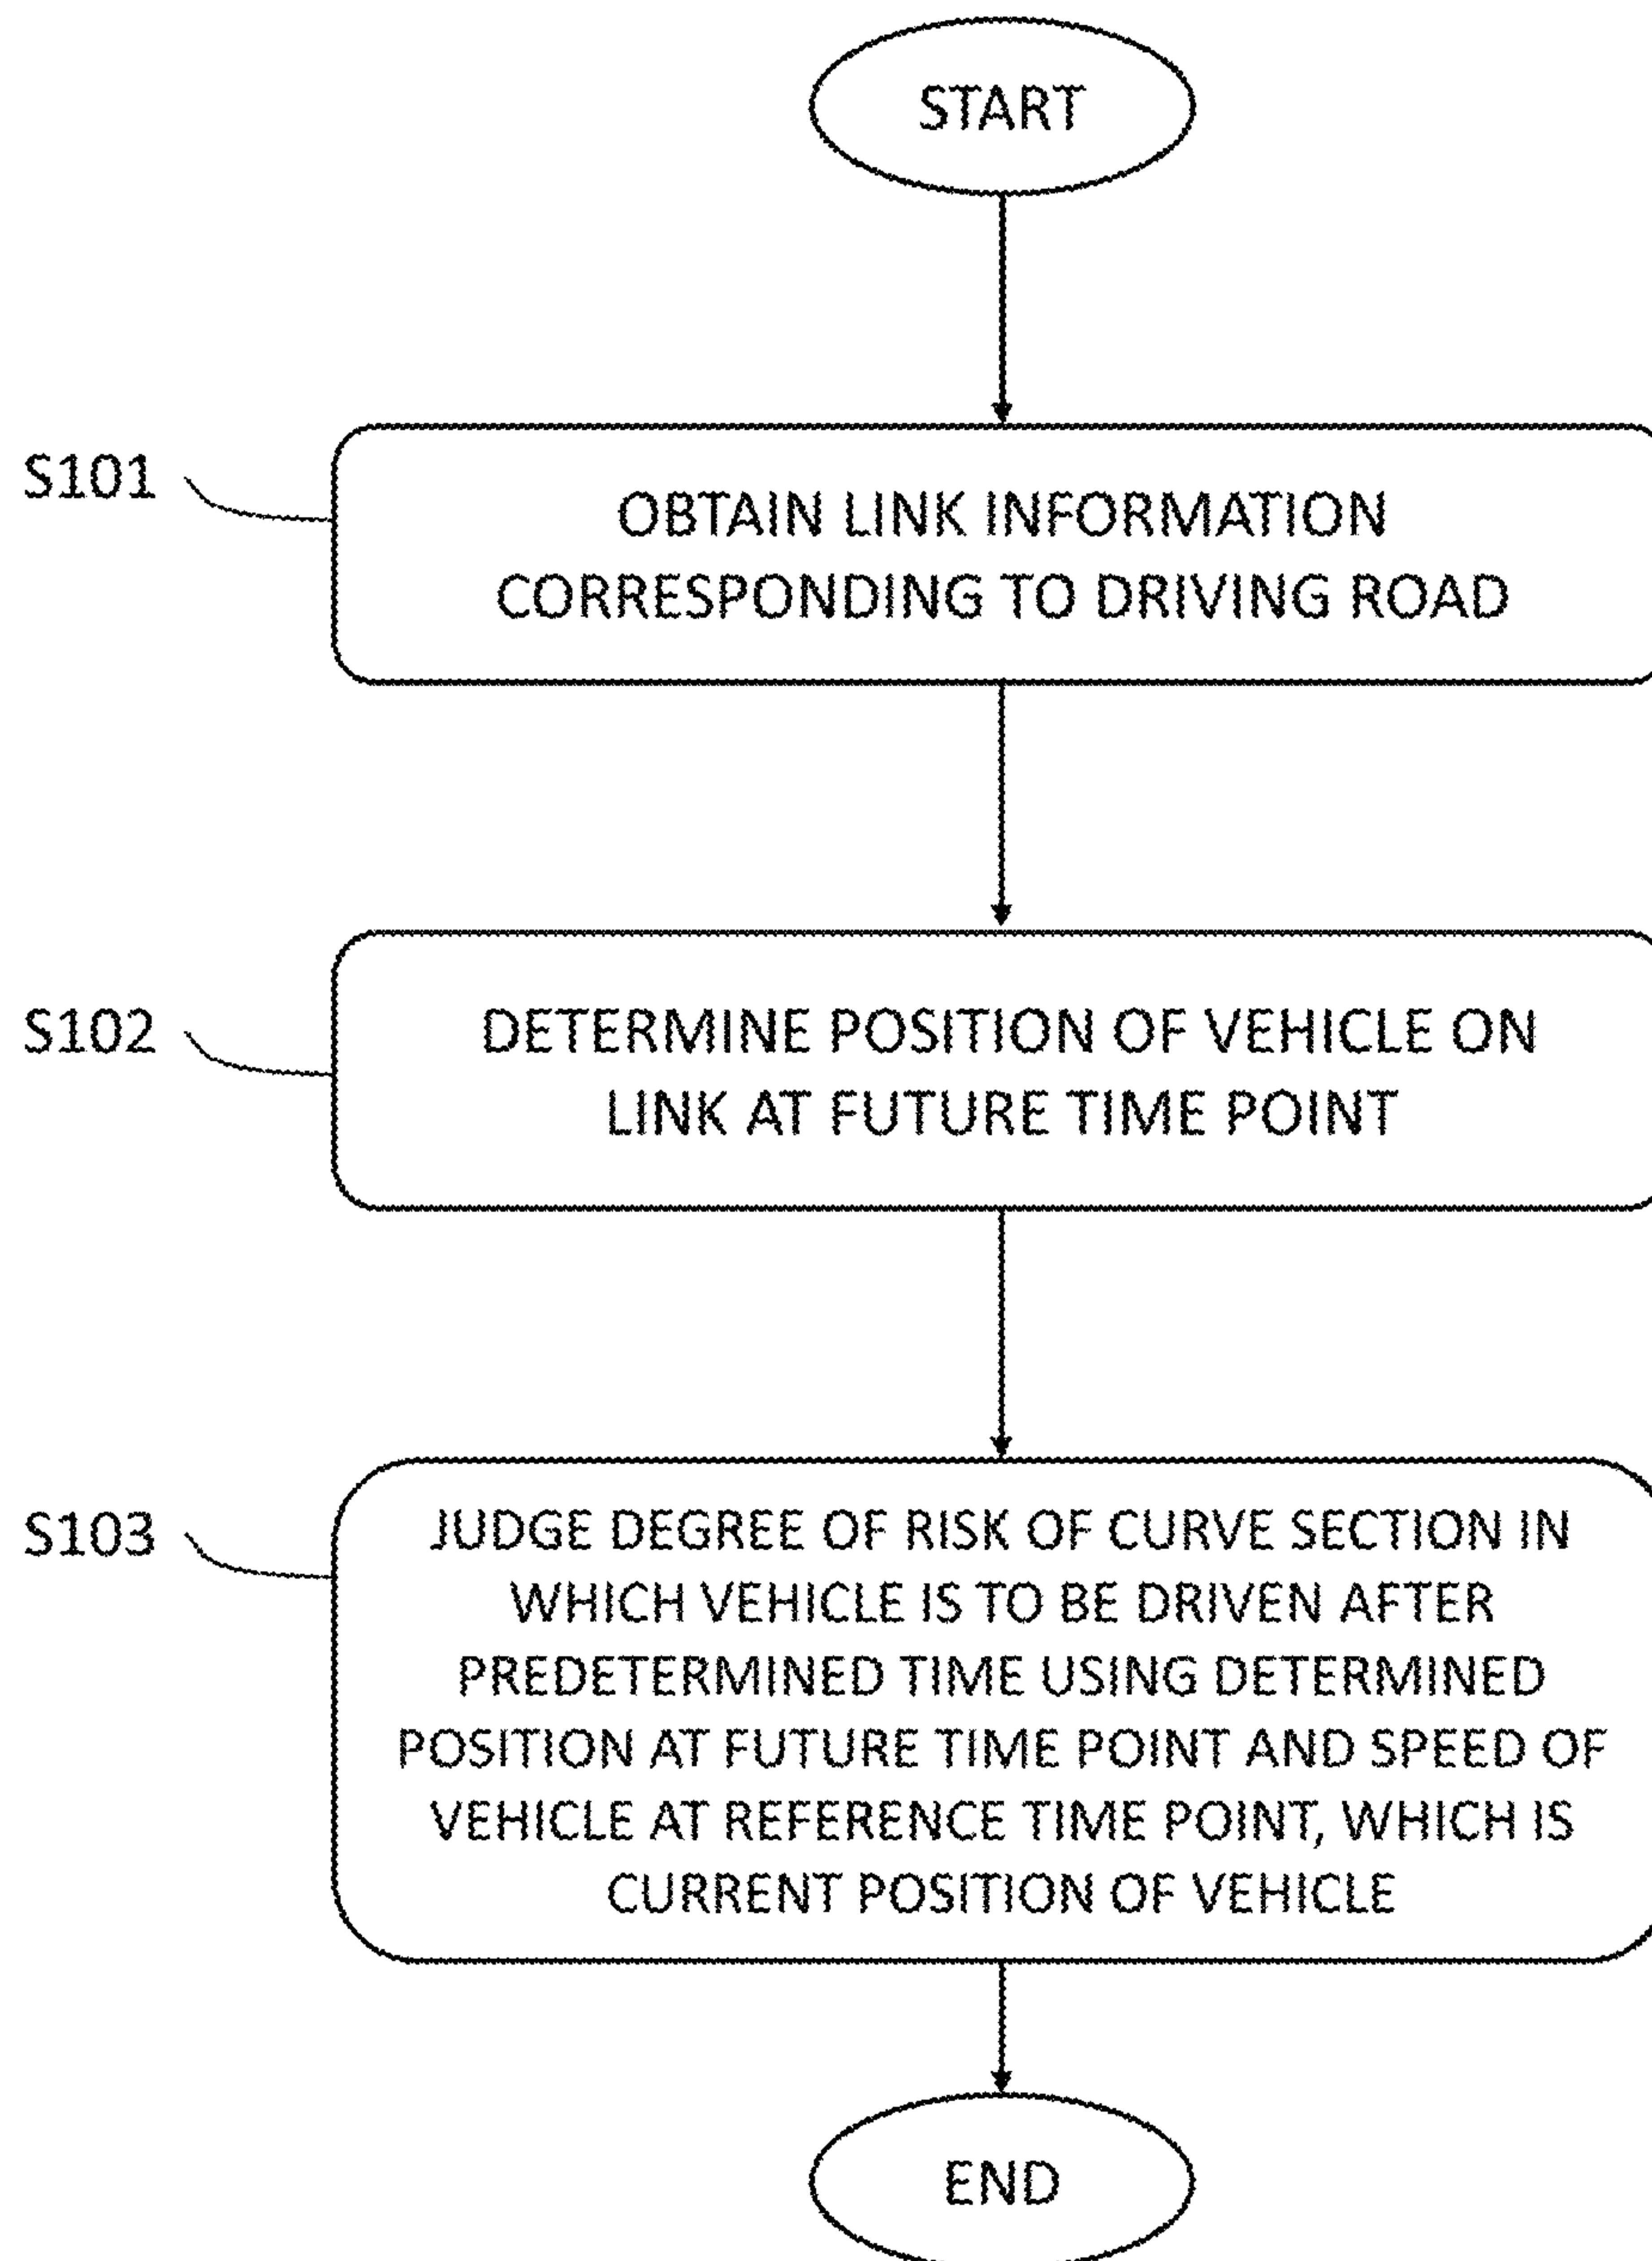 START
S101
OBTAIN LINK INFORMATION
CORRESPONDING TO DRIVING ROAD
S102
DETERMINE POSITION OF VEHICLE ON
LINK AT FUTURE TIME POINT
S103
JUDGE DEGREE OF RISK OF CURVE SECTION IN
WHICH VEHICLE IS TO BE DRIVEN AFTER
PREDETERMINED TIME USING DETERMINED
POSITION AT FUTURE TIME POINT AND SPEED OF
VEHICLE AT REFERENCE TIME POINT, WHICH IS
CURRENT POSITION OF VEHICLE
END